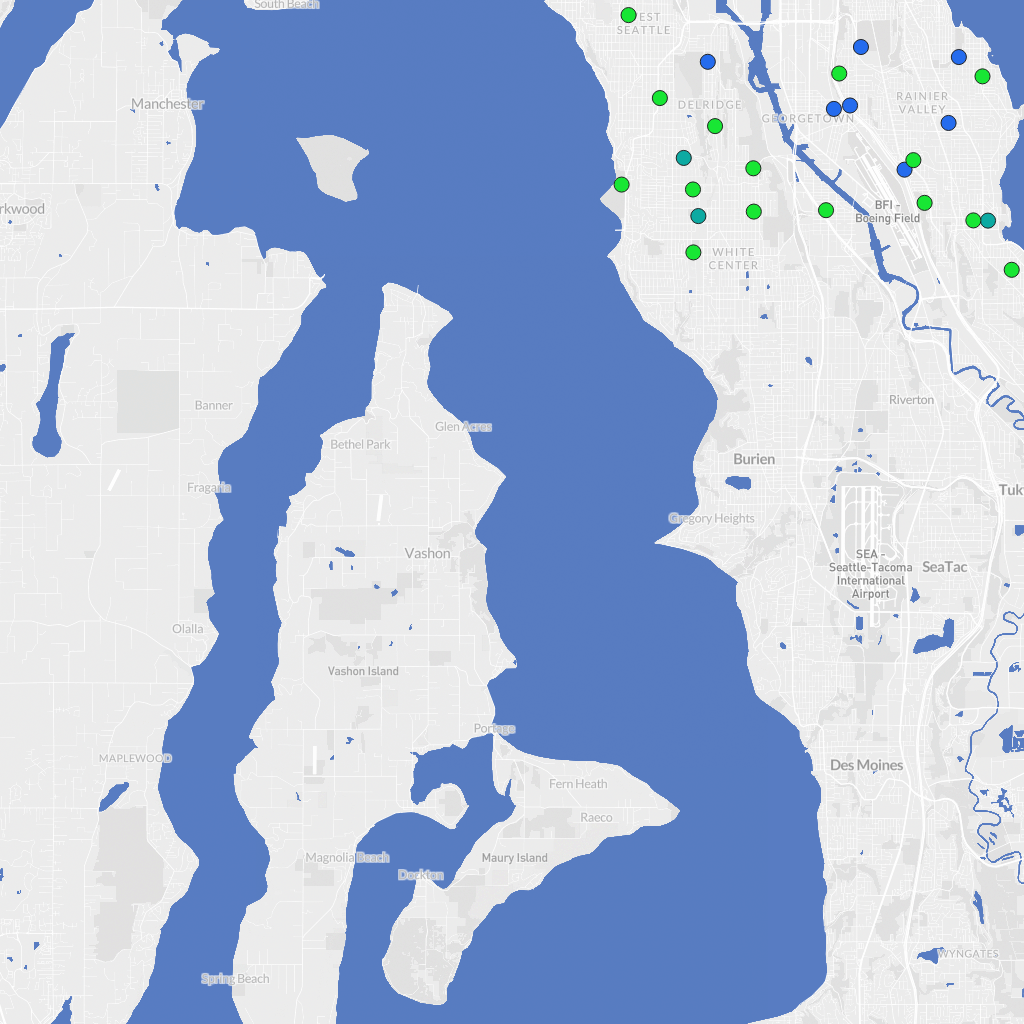 South Beach
EST
SEATTLE
Manchester
DELRIDGE
RAINIER
VALLEY
GEORGETOWN
rkwood
BFI -
Boeing Field
WHITE
CENTER
Banner
Riverton
Glen Acres
Bethel Park
Burien
Fragaria
Tuk
Gregory Heights
Vashon
SEA -
Seattle-Tacoma
International
Airport
SeaTac
Olalla
Vashon Island
Portage
MAPLEWOOD
Des Moines
Fern Heath
Raeco
Magnolia Beach
Maury Island
Dockton
WYNGATES
Spring Beach